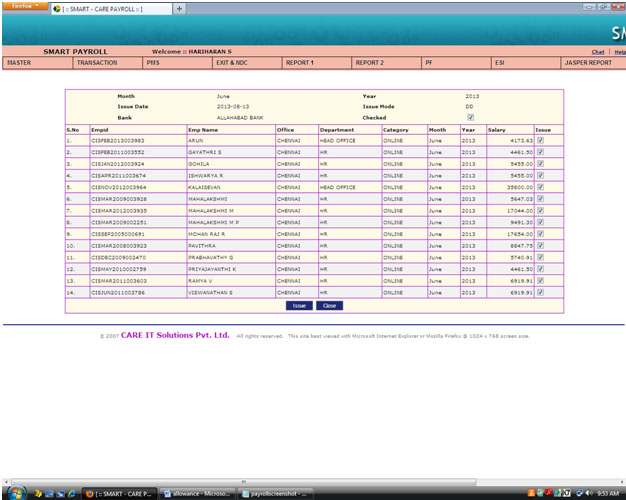 Firefox
[ :: SMART - CARE PAYROLL :: ]
SM
SMART PAYROLL Welcome :: HARIHARAN S Chat | Help
MASTER TRANSACTION PMS EXIT & NDC REPORT 1 REPORT 2 PF ESI JASPER REPORT
Month June Year 2013
Issue Date 2013-08-13 Issue Mode DD
Bank ALLAHABAD BANK Checked
S.No Empid Emp Name Office Department Category Month Year Salary Issue
1. CISFEB2013003983 ARUN CHENNAI HEAD OFFICE ONLINE June 2013 4173.63
2. CISFEB2011003552 GAYATHRI S CHENNAI HR ONLINE June 2013 4461.50
3. CISJAN2012003924 GOHILA CHENNAI HR ONLINE June 2013 5455.00
4. CISAPR2011003674 ISHWARYA R CHENNAI HR ONLINE June 2013 5455.00
5. CISNOV2012003964 KALAISEVAN CHENNAI HEAD OFFICE ONLINE June 2013 35800.00
6. CISMAR2009003928 MAHALAKSHMI CHENNAI HR ONLINE June 2013 5647.03
7. CISMAR2012003935 MAHALAKSHMI M CHENNAI HR ONLINE June 2013 17044.00
8. CISMAR2009002251 MAHALAKSHMI M P CHENNAI HR ONLINE June 2013 9491.30
9. CISSEP2005000691 MOHAN RAJ R CHENNAI HR ONLINE June 2013 17654.00
10. CISMAR2008003923 PAVITHRA CHENNAI HR ONLINE June 2013 8847.75
11. CISDEC2009002470 PRABHAVATHY G CHENNAI HR ONLINE June 2013 5740.91
12. CISMAY2010002759 PRIYAJAYANTHI K CHENNAI HR ONLINE June 2013 4461.50
13. CISMAR2011003603 RAMYA V CHENNAI HR ONLINE June 2013 6919.91
14. CISJUN2011003786 VISWANATHAN S CHENNAI HR ONLINE June 2013 6919.91
Issue Close
© 2007 CARE IT Solutions Pvt. Ltd. All rights reserved. This site best viewed with Microsoft Internet Explorer or Mozilla Firefox @ 1024 x 768 screen size.
[ :: SMART - CARE P... allowance - Microso... payrollscreenshot - ... 9:53 AM